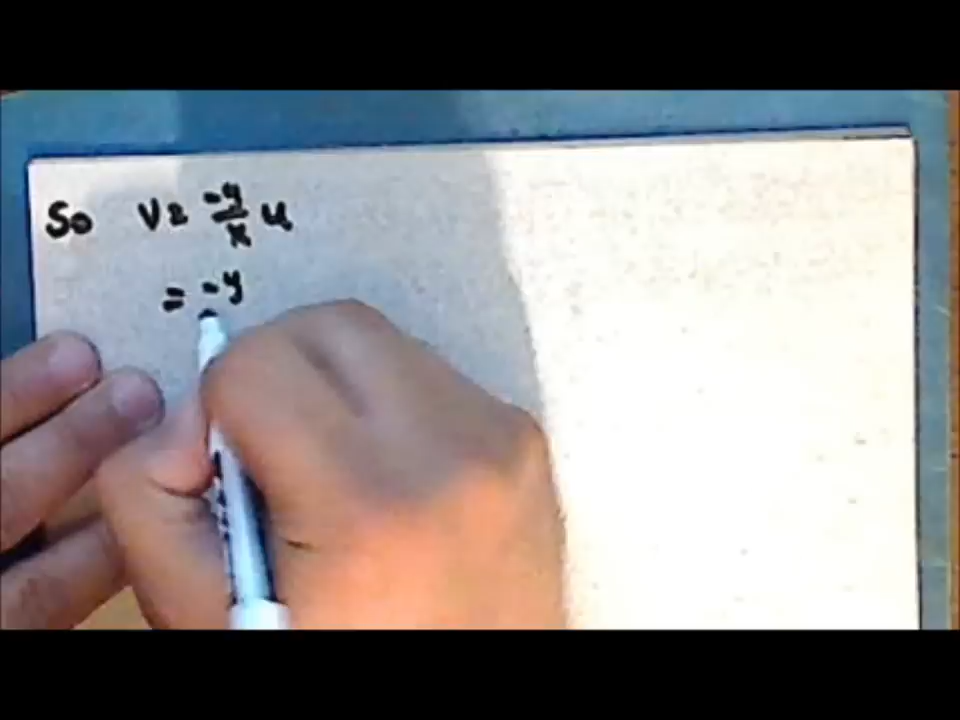 So v = -y/x u
= -y